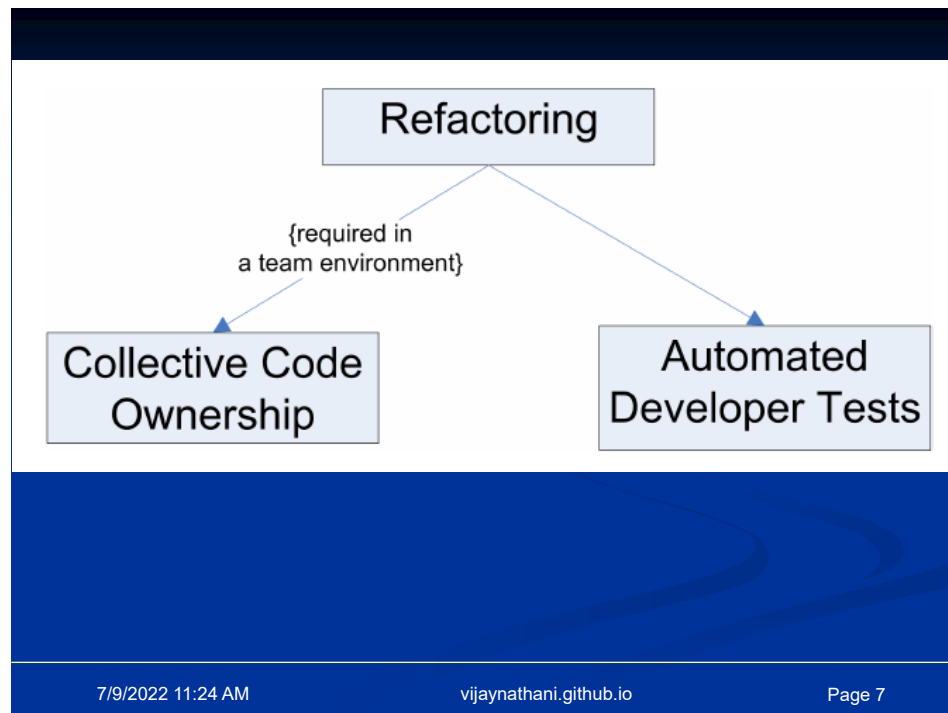 Refactoring
{required in
a team environment}
Collective Code
Ownership
Automated
Developer Tests
7/9/2022 11:24 AM
vijaynathani.github.io
Page 7